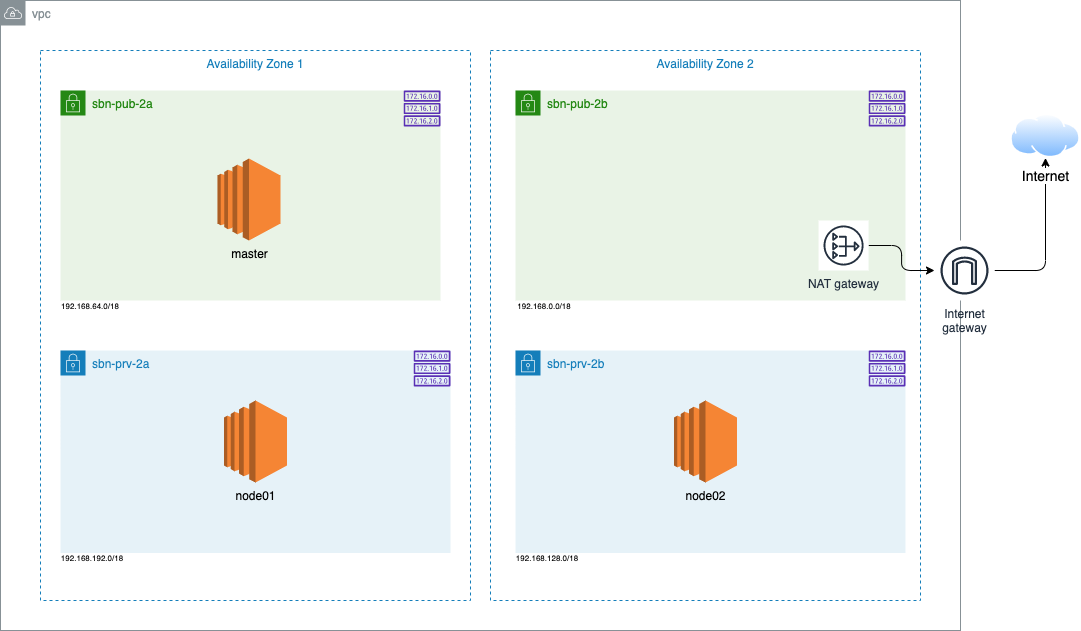 vpc
Availability Zone 1
sbn-pub-2a
172.16.0.0
172.16.1.0
172.16.2.0
master
192.168.64.0/18
sbn-prv-2a
172.16.0.0
172.16.1.0
172.16.2.0
node01
192.168.192.0/18
Availability Zone 2
sbn-pub-2b
172.16.0.0
172.16.1.0
172.16.2.0
NAT gateway
192.168.0.0/18
sbn-prv-2b
172.16.0.0
172.16.1.0
172.16.2.0
node02
192.168.128.0/18
Internet
Internet
gateway